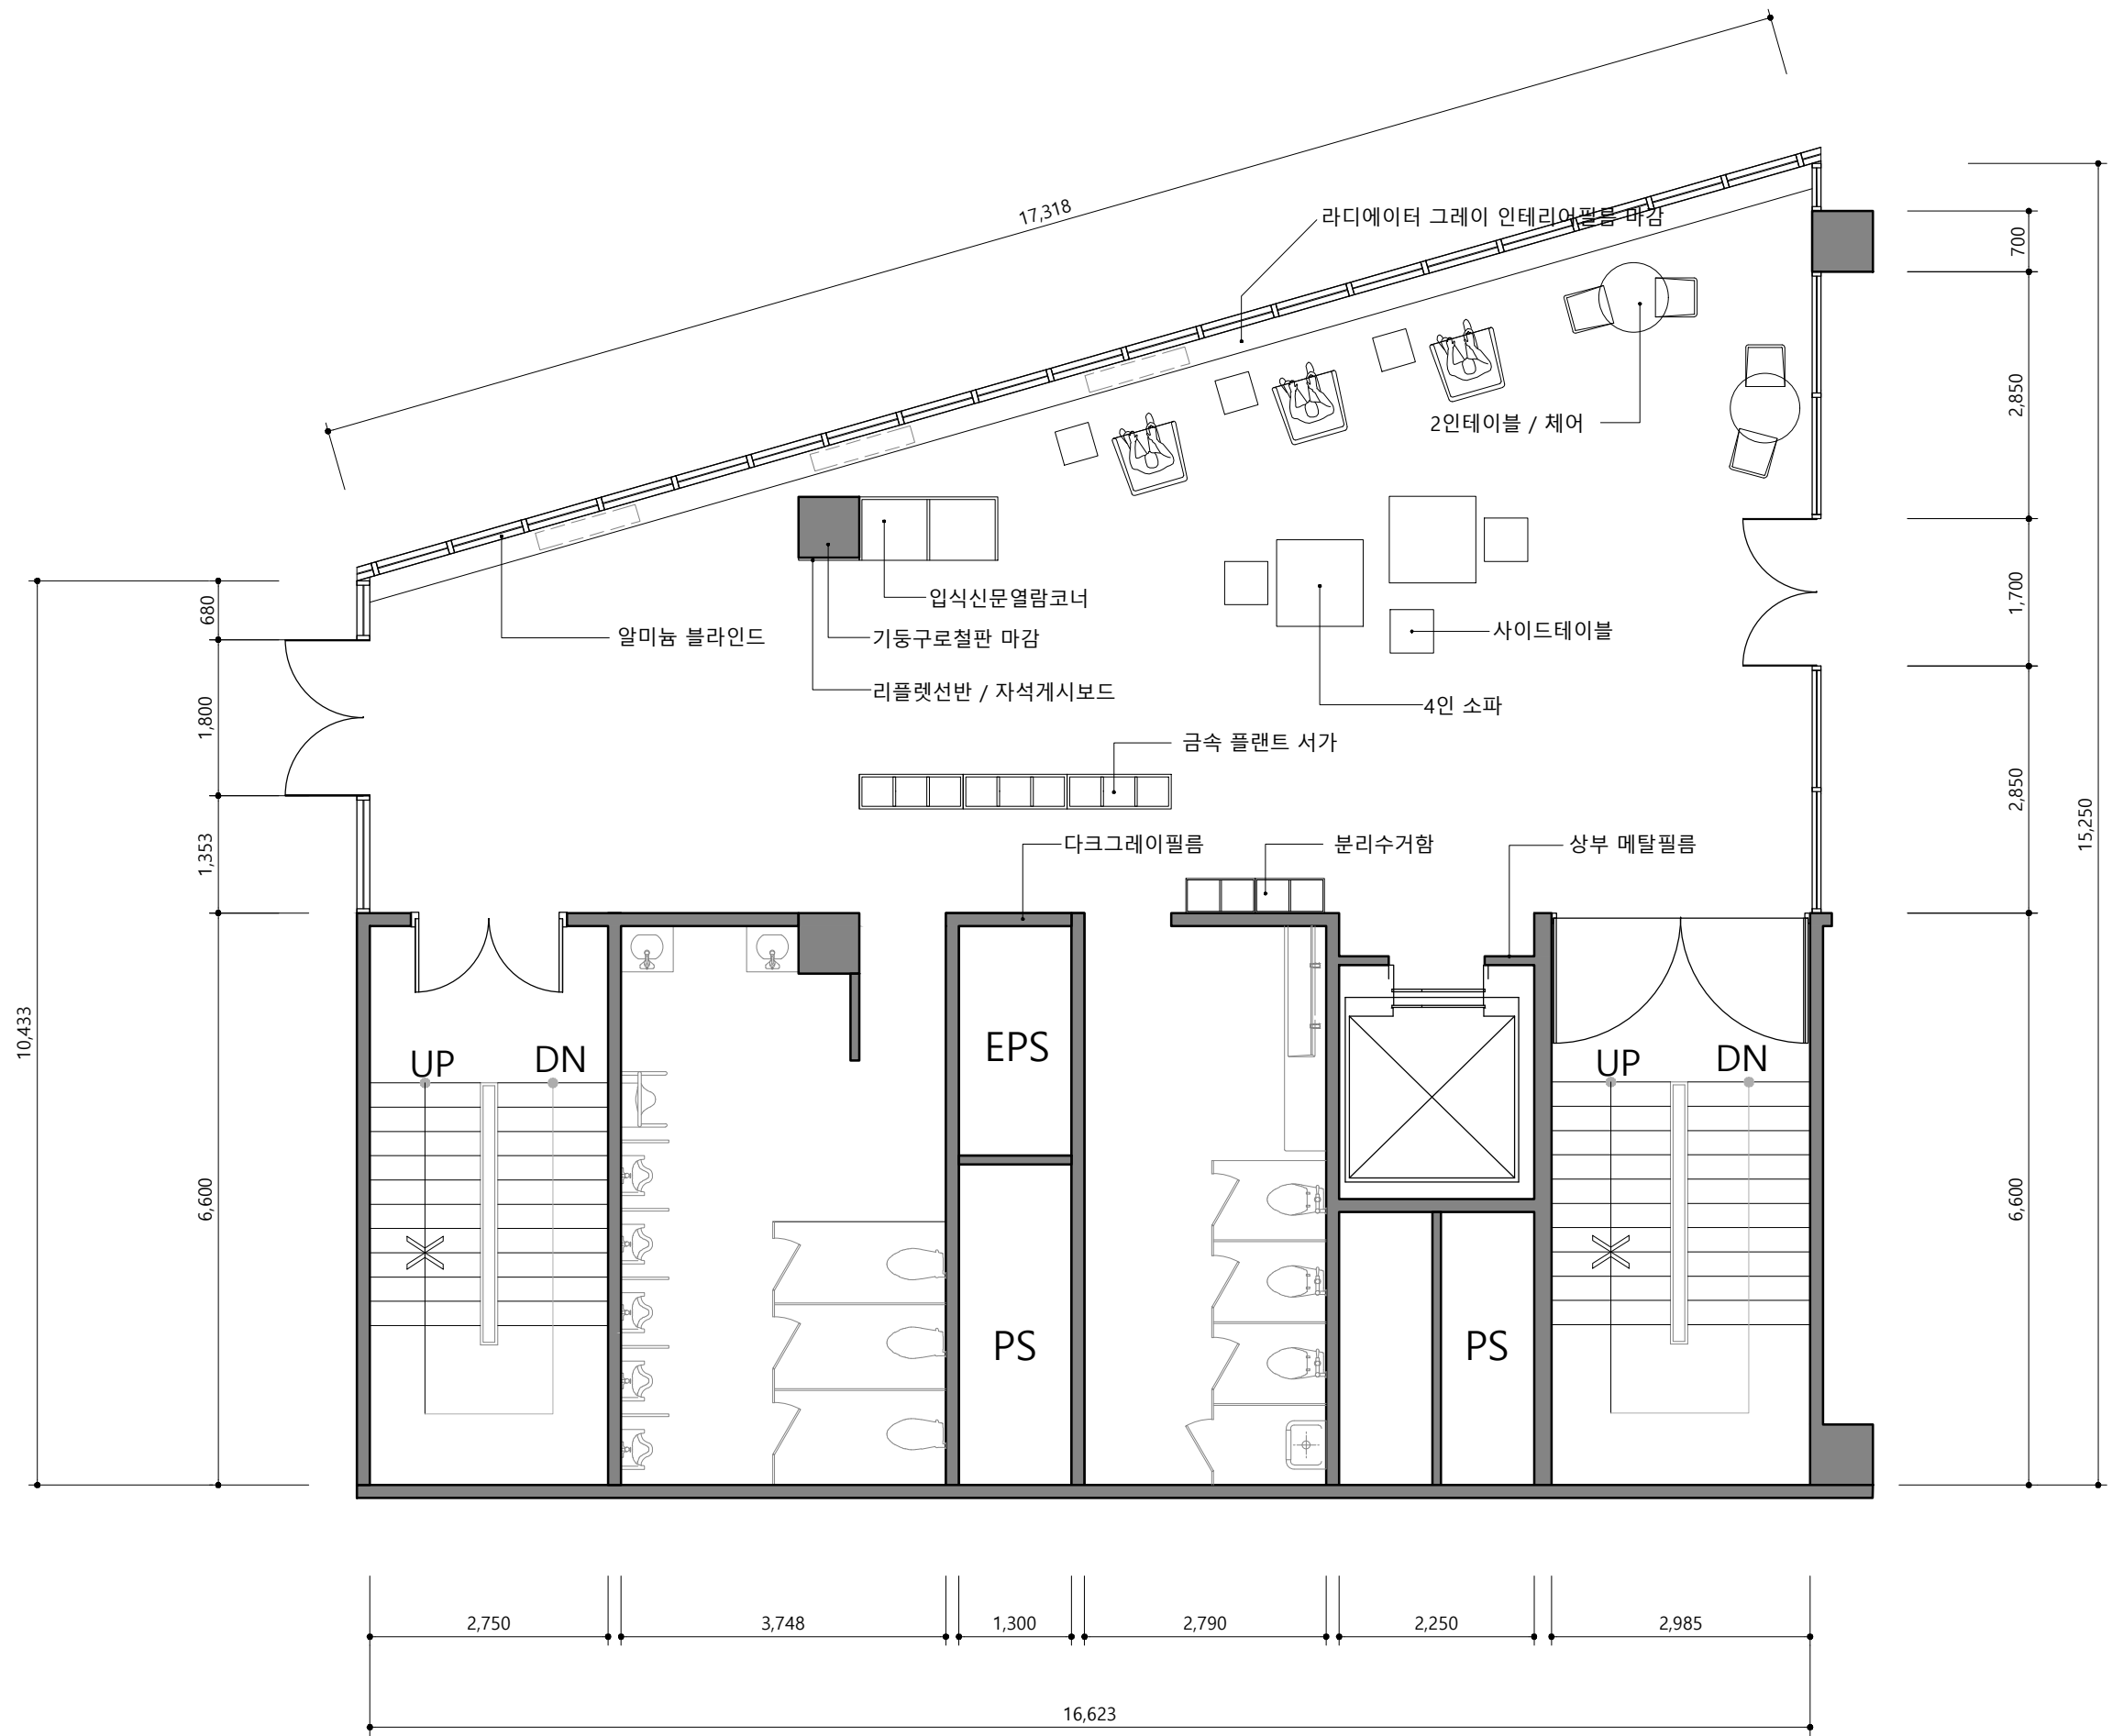 17,318
라디에이터 그레이 인테리어필름 마감
700
2,850
2인테이블 / 체어
680
입식신문열람코너
1,700
알미늄 블라인드
기둥구로철판 마감
사이드테이블
리플렛선반 / 자석게시보드
4인 소파
1,800
금속 플랜트 서가
2,850
15,250
1,353
다크그레이필름
분리수거함
상부 메탈필름
10,433
EPS
UP
DN
UP
DN
6,600
6,600
PS
PS
2,750
3,748
1,300
2,790
2,250
2,985
16,623